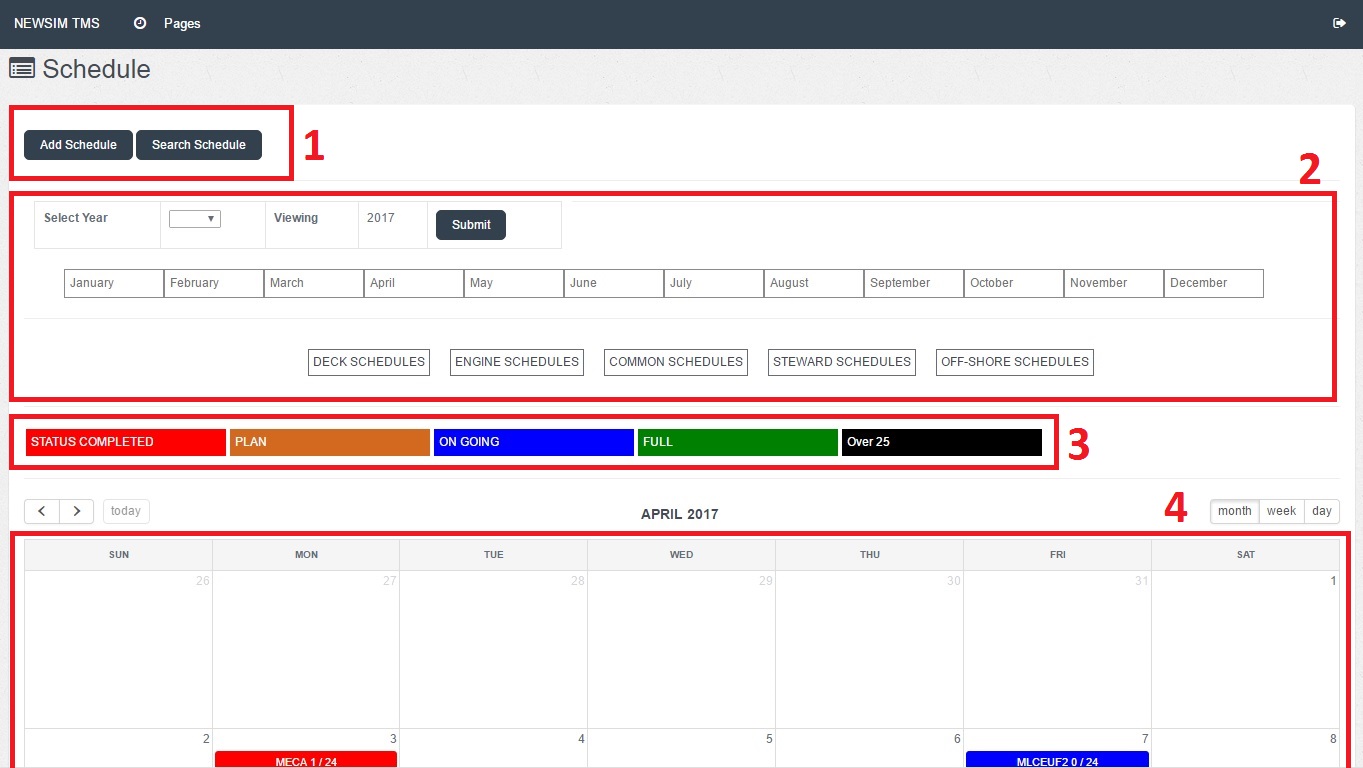 NEWSIM TMS Pages
Schedule
Add Schedule Search Schedule 1
2
Select Year Viewing 2017 Submit
January February March April May June July August September October November December
DECK SCHEDULES ENGINE SCHEDULES COMMON SCHEDULES STEWARD SCHEDULES OFF-SHORE SCHEDULES
STATUS COMPLETED PLAN ON GOING FULL Over 25 3
today APRIL 2017 4 month week day
SUN MON TUE WED THU FRI SAT
26 27 28 29 30 31 1
2 3 4 5 6 7 8
MECA 1 / 24 MLCEUF2 0 / 24